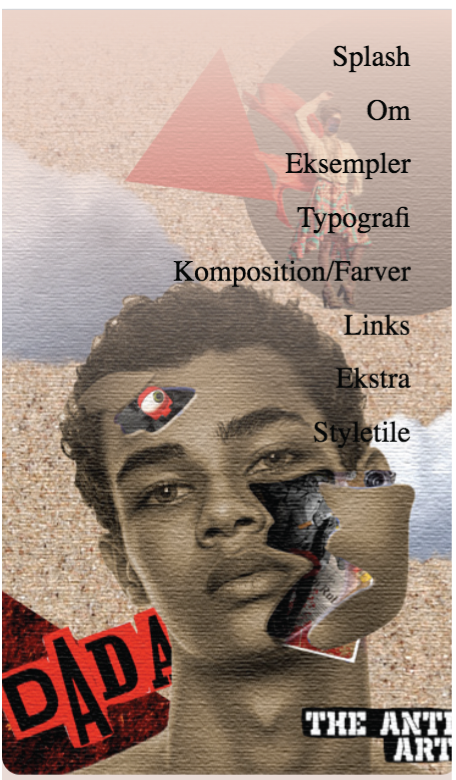 Splash
Om
Eksempler
Typografi
Komposition/Farver
Links
Ekstra
Styletile
DADA
THE ANTI
ART